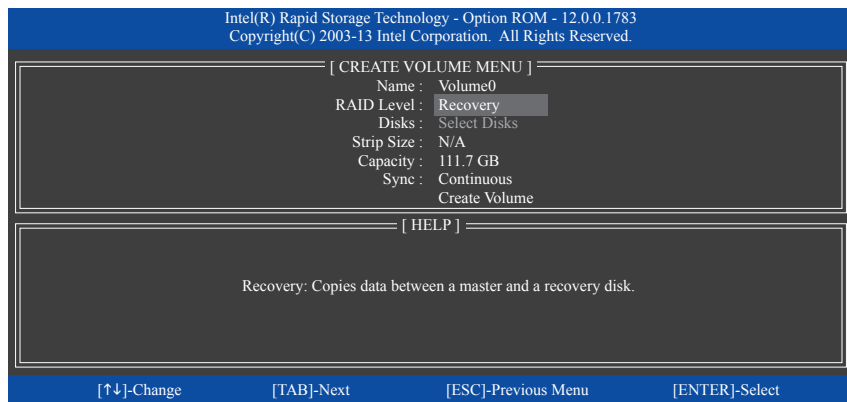 Intel(R) Rapid Storage Technology - Option ROM - 12.0.0.1783
Copyright(C) 2003-13 Intel Corporation. All Rights Reserved.
[ CREATE VOLUME MENU ]
Name : Volume0
RAID Level : Recovery
Disks : Select Disks
Strip Size : N/A
Capacity : 111.7 GB
Sync : Continuous
Create Volume
[ HELP ]
Recovery: Copies data between a master and a recovery disk.
[↑↓]-Change [TAB]-Next [ESC]-Previous Menu [ENTER]-Select